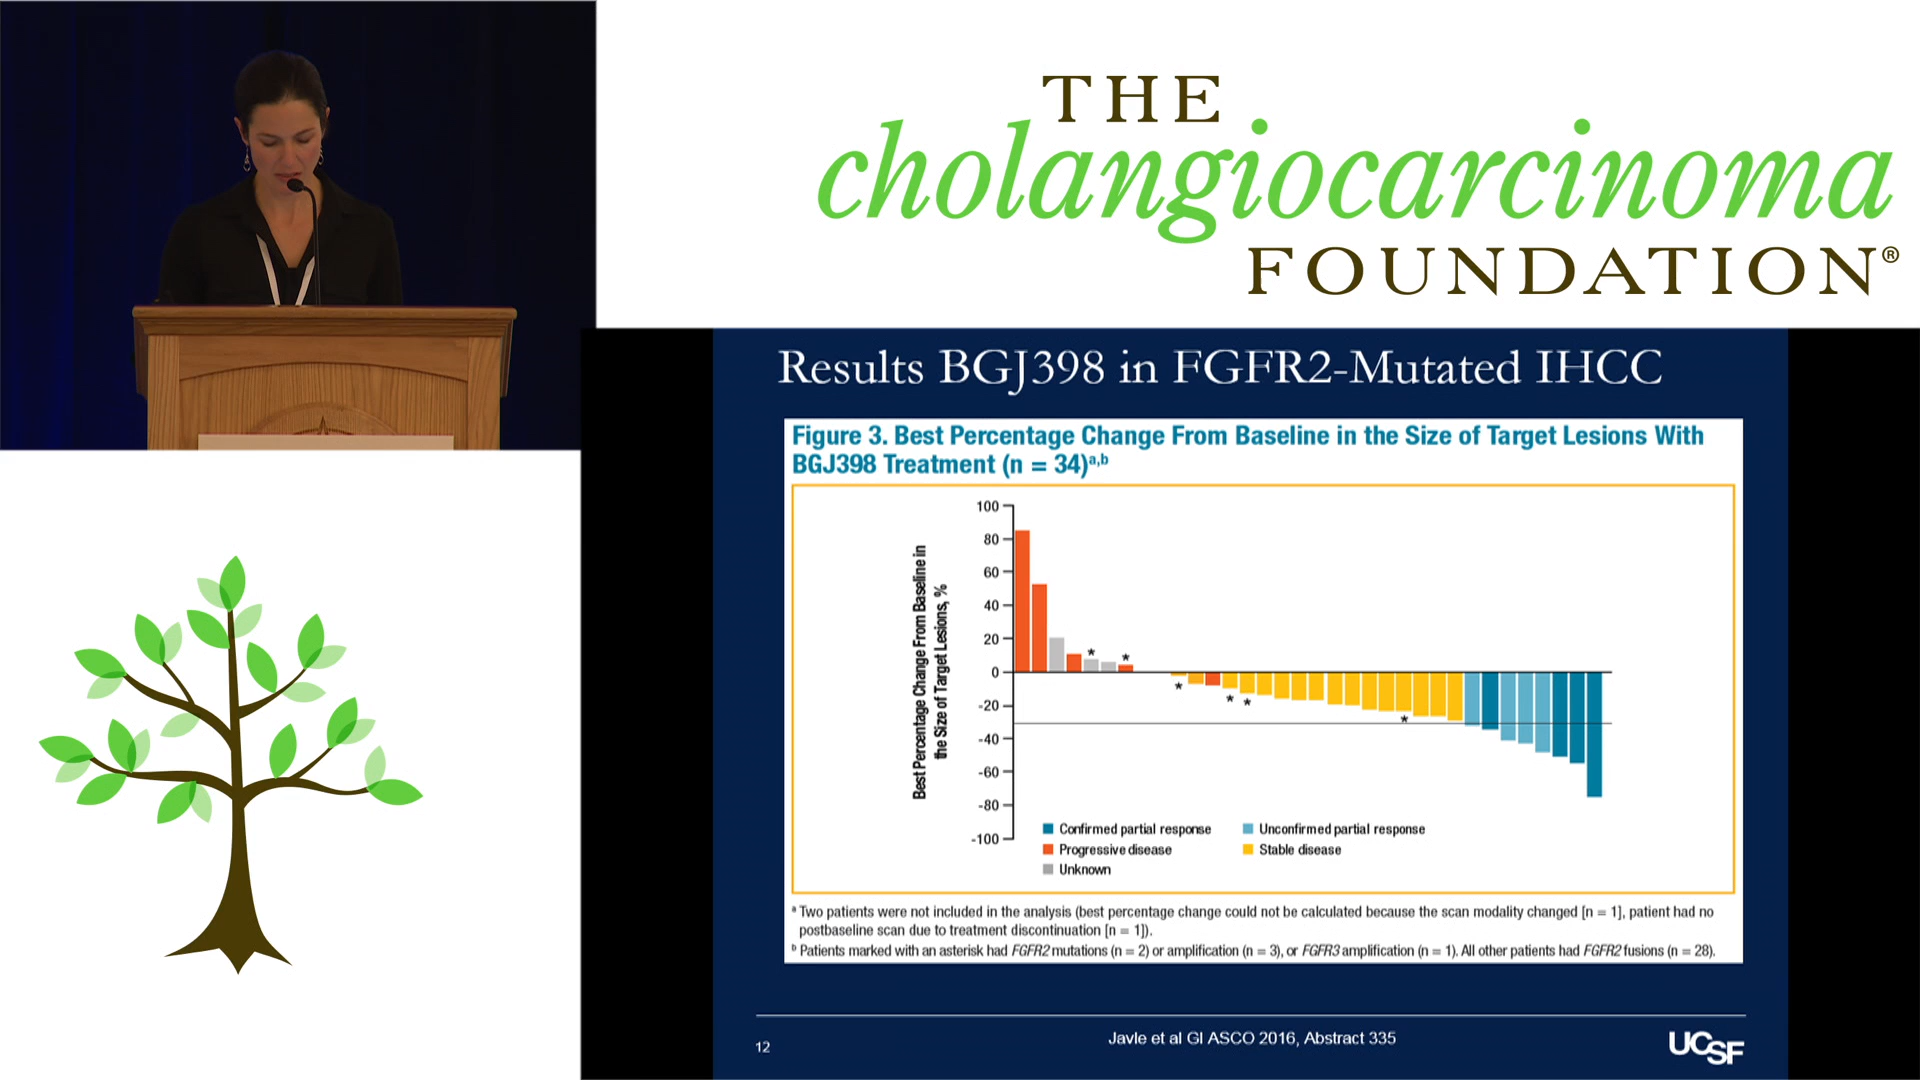 THE
cholangiocarcinoma
FOUNDATION®
Results BGJ398 in FGFR2-Mutated IHCC
Figure 3. Best Percentage Change From Baseline in the Size of Target Lesions With
BGJ398 Treatment (n = 34)a,b
Best Percentage Change From Baseline in
the Size of Target Lesions, %
100
80
60
40
20
0
-20
-40
-60
-80
-100
*
*
*
*
*
*
Confirmed partial response
Unconfirmed partial response
Progressive disease
Stable disease
Unknown
a Two patients were not included in the analysis (best percentage change could not be calculated because the scan modality changed [n = 1], patient had no
postbaseline scan due to treatment discontinuation [n = 1]).
b Patients marked with an asterisk had FGFR2 mutations (n = 2) or amplification (n = 3), or FGFR3 amplification (n = 1). All other patients had FGFR2 fusions (n = 28).
12
Javle et al GI ASCO 2016, Abstract 335
UCSF